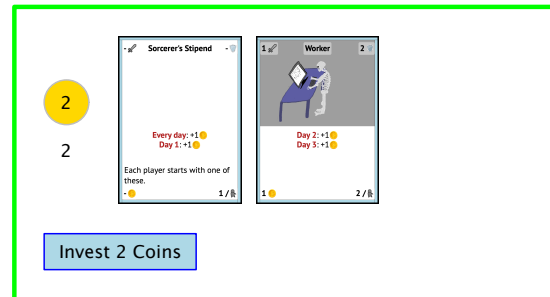 2
2
- Sorcerer's Stipend -
Every day: +1
Day 1: +1
Each player starts with one of
these.
- 1 /
1 Worker 2
Day 2: +1
Day 3: +1
1 2 /
Invest 2 Coins